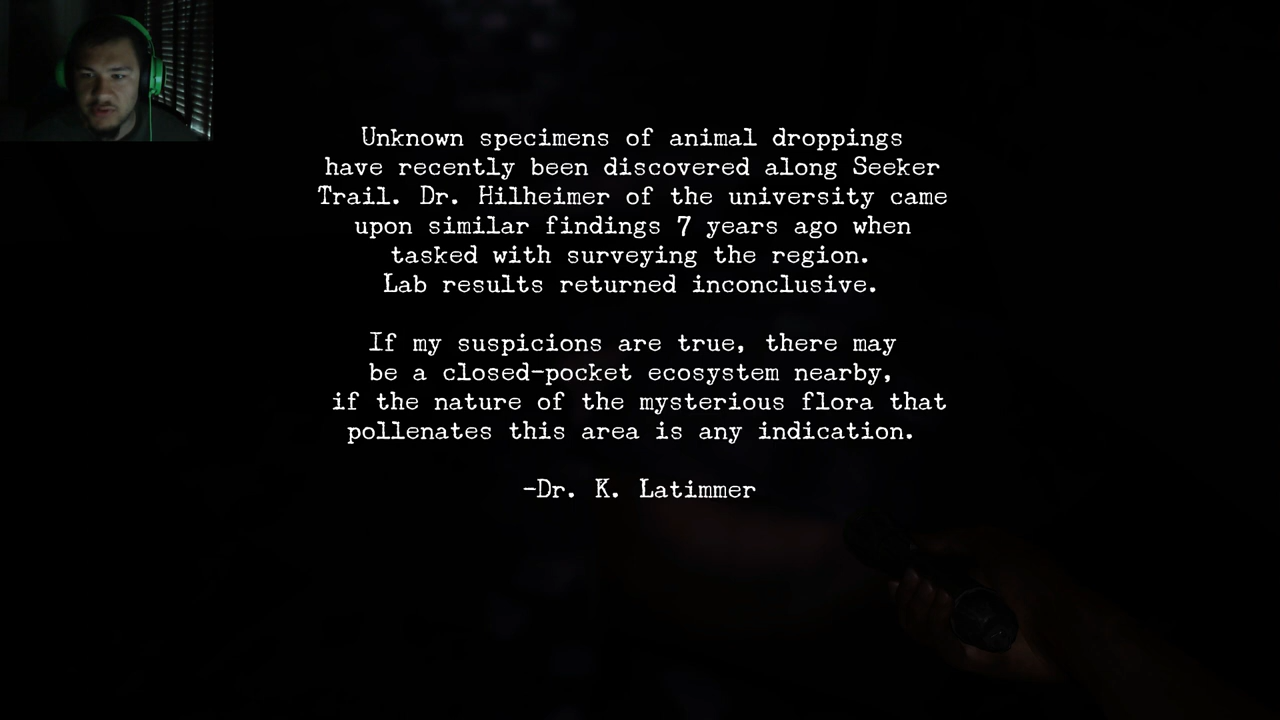 Unknown specimens of animal droppings
have recently been discovered along Seeker
Trail. Dr. Hilheimer of the university came
upon similar findings 7 years ago when
tasked with surveying the region.
Lab results returned inconclusive.
If my suspicions are true, there may
be a closed-pocket ecosystem nearby,
if the nature of the mysterious flora that
pollenates this area is any indication.
-Dr. K. Latimmer